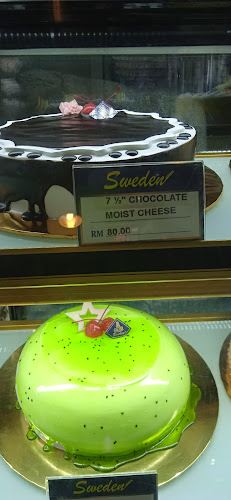 Sweden
7 ½" CHOCOLATE
MOIST CHEESE
RM 80.00
Sweden